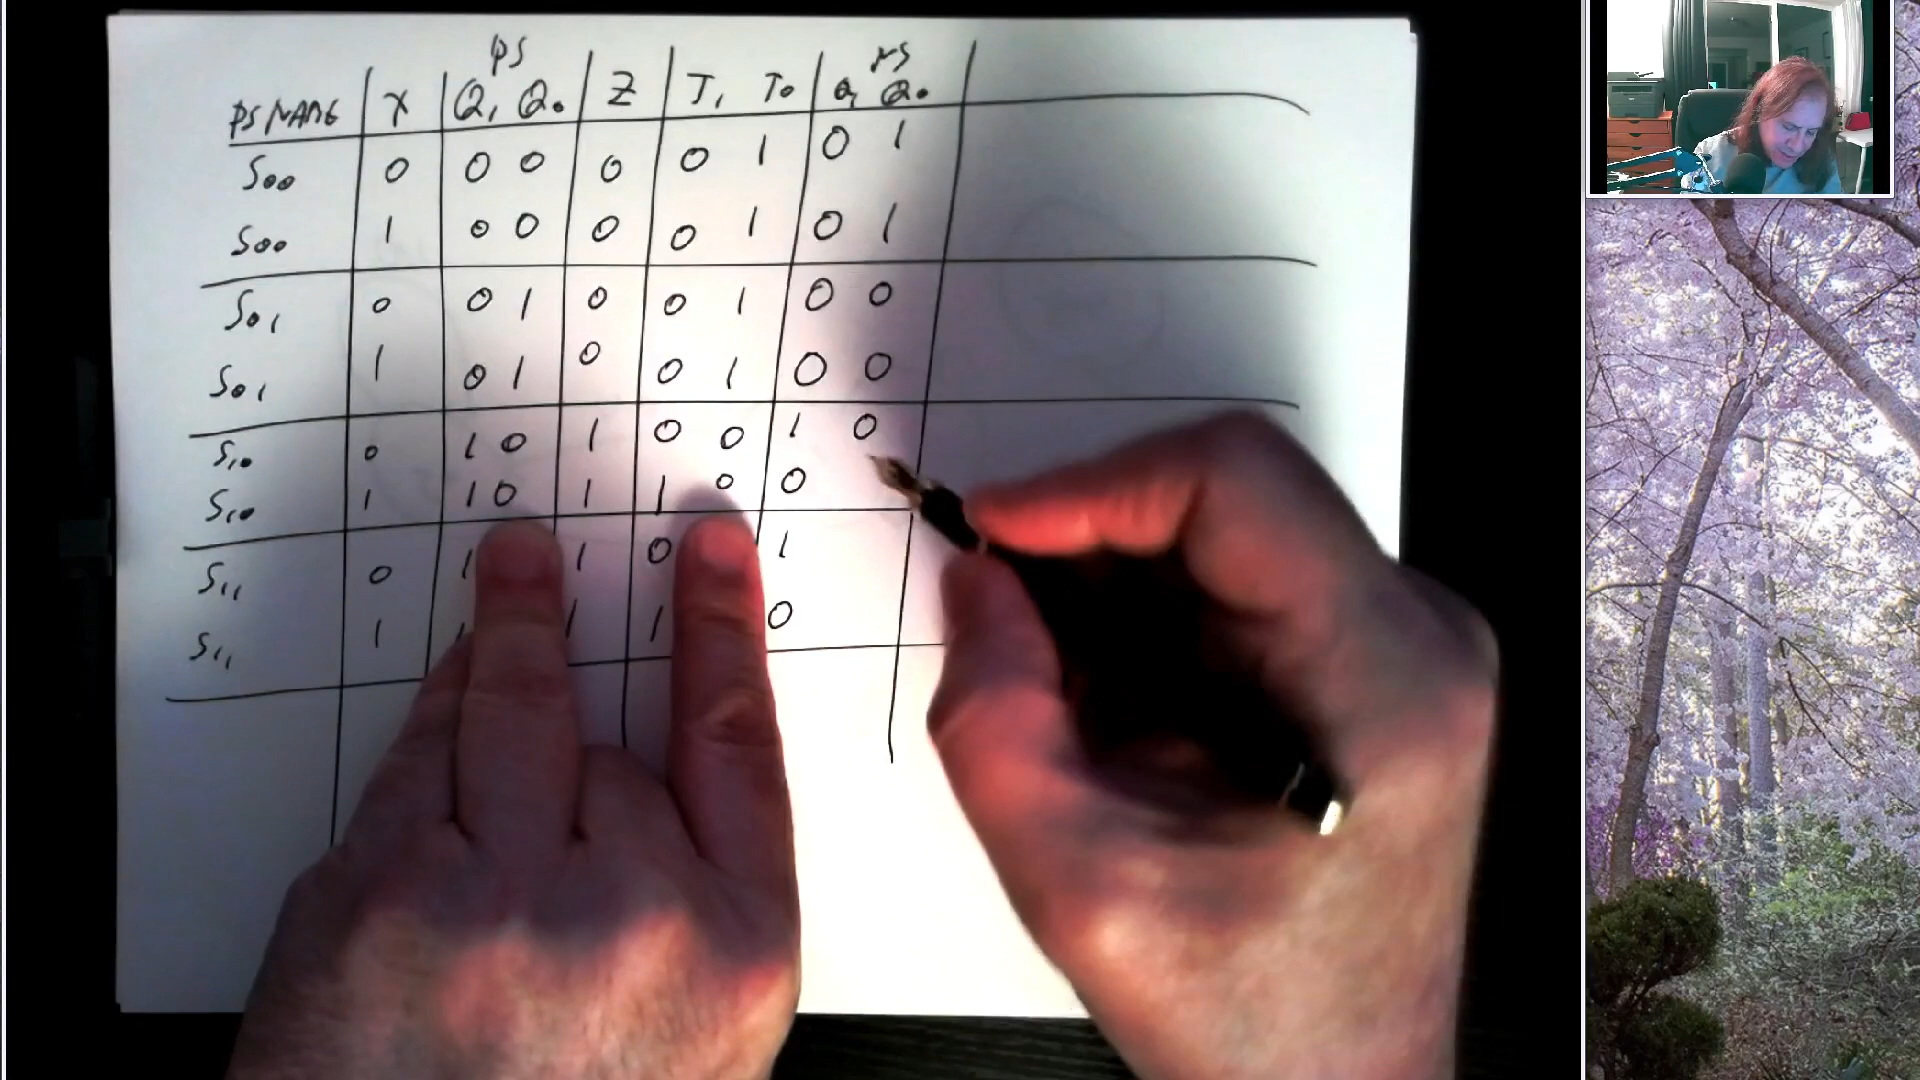 PS NS
PS NAME X Q1 Q0 Z T1 T0 Q1 Q0
S00 0 0 0 0 0 1 0 1
S00 1 0 0 0 0 1 0 1
S01 0 0 1 0 0 1 0 0
S01 1 0 1 0 0 1 0 0
S10 0 1 0 1 0 0 1 0
S10 1 1 0 1 1 0 0
S11 0 1 1 0 1
S11 1 1 1 1 0